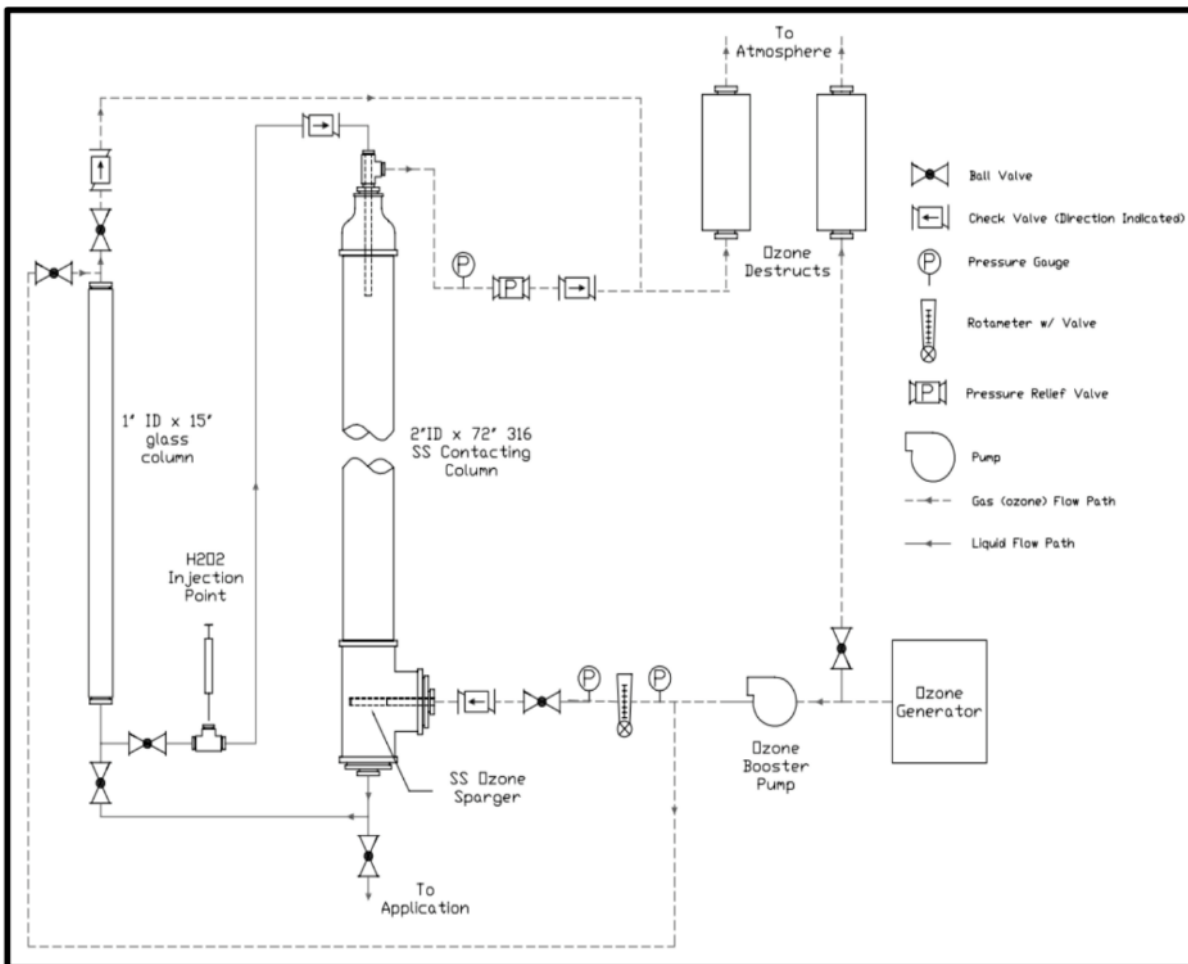 To
Atmosphere
Ozone
Destructs
Ball Valve
Check Valve (Direction Indicated)
P
Pressure Gauge
Rotameter w/ Valve
P
Pressure Relief Valve
Pump
Gas (ozone) Flow Path
Liquid Flow Path
P
P
1" ID x 15"
glass
column
2"ID x 72" 316
SS Contacting
Column
H2O2
Injection
Point
P
P
Ozone
Generator
Ozone
Booster
Pump
SS Ozone
Sparger
To
Application